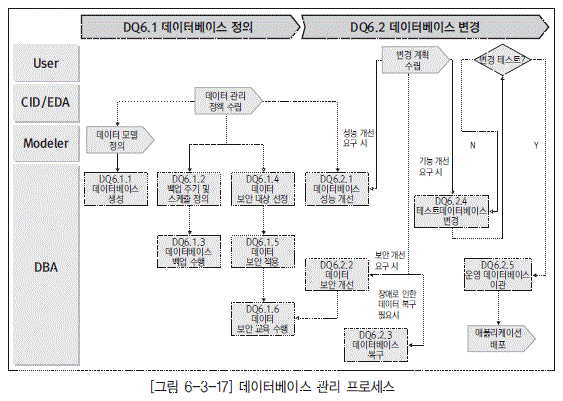 DQ6.1 데이터베이스 정의
DQ6.2 데이터베이스 변경
User
변경 계획
수립
변경 테스트?
CID/EDA
데이터 관리
정책 수립
Modeler
데이터 모델
정의
성능 개선
요구 시
N
Y
기능 개선
요구 시
DBA
DQ6.1.1
데이터베이스
생성
DQ6.1.2
백업 주기 및
스케줄 정의
DQ6.1.4
데이터
보안 대상 선정
DQ6.2.1
데이터베이스
성능 개선
DQ6.2.4
테스트데이터베이스
변경
DQ6.1.3
데이터베이스
백업 수행
DQ6.1.5
데이터
보안 적용
보안 개선
요구 시
DQ6.2.2
데이터
보안 개선
DQ6.2.5
운영 데이터베이스
이관
장애로 인한
데이터 복구
필요시
DQ6.1.6
데이터
보안 교육 수행
DQ6.2.3
데이터베이스
복구
애플리케이션
배포
[그림 6-3-17] 데이터베이스 관리 프로세스